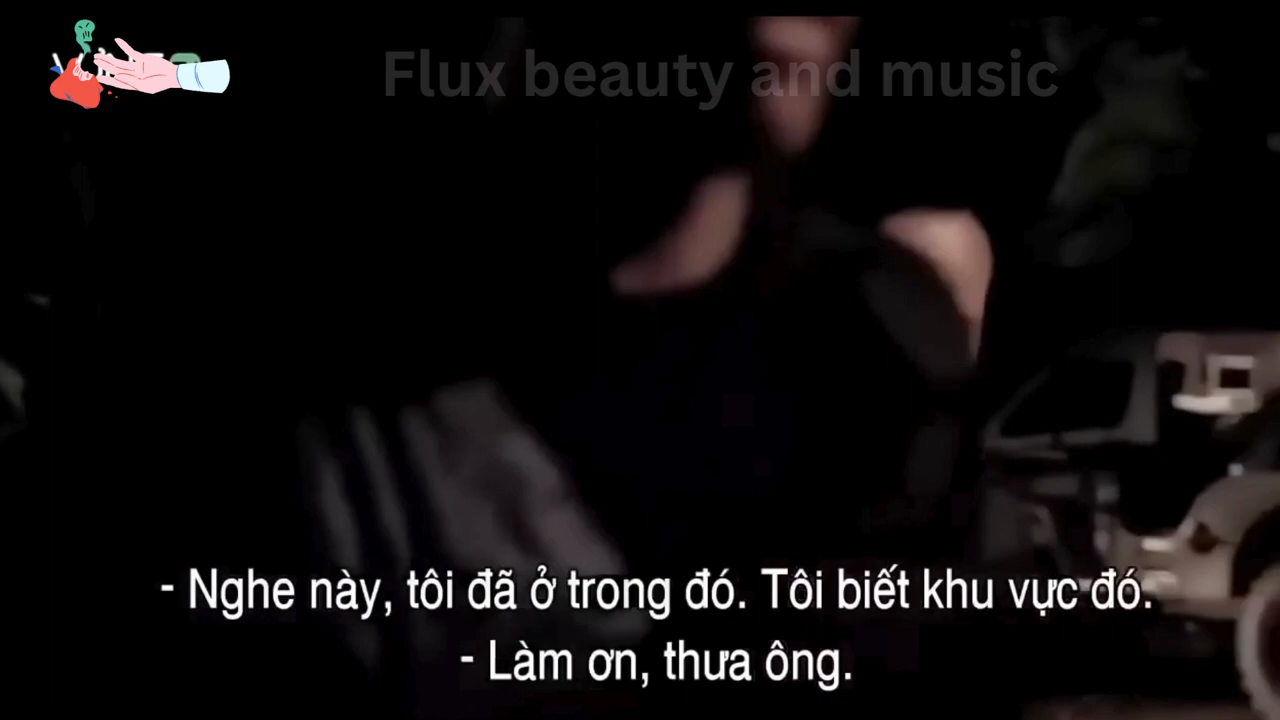 Flux beauty and music
- Nghe này, tôi đã ở trong đó. Tôi biết khu vực đó.
- Làm ơn, thưa ông.